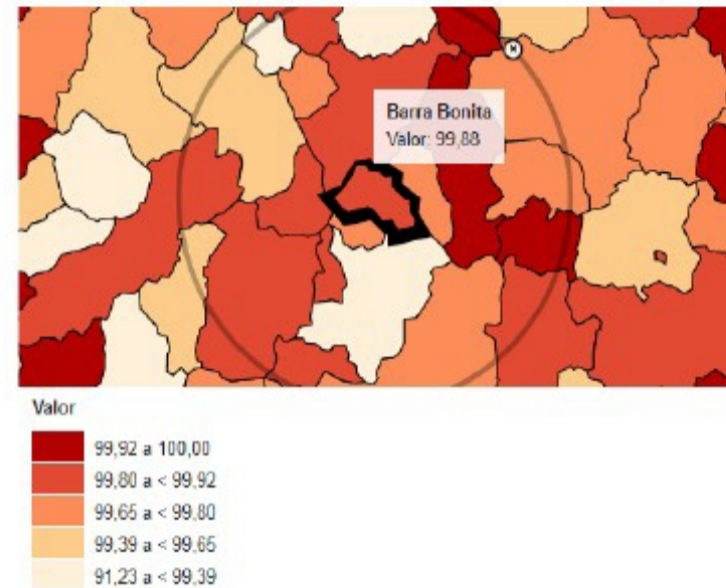 Barra Bonita
Valor: 99,88
Valor
99,92 a 100,00
99,80 a < 99,92
99,65 a < 99,80
99,39 a < 99,65
91,23 a < 99,39